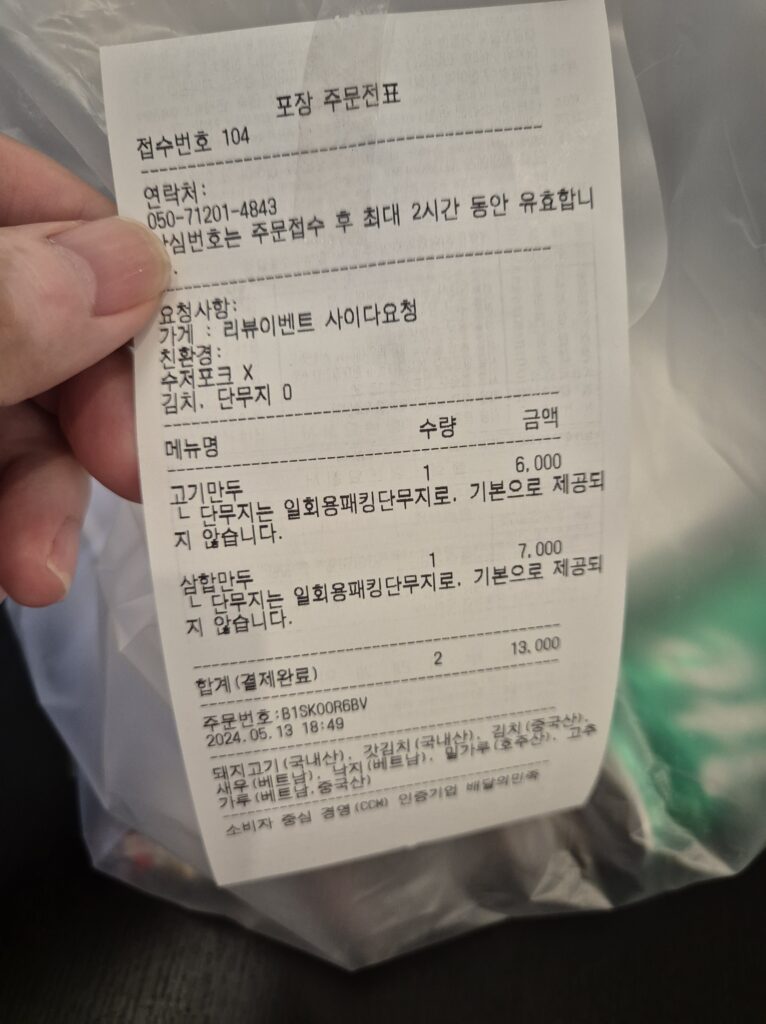 포장 주문전표
접수번호 104
연락처:
050-71201-4843
심번호는 주문접수 후 최대 2시간 동안 유효합니
.
요청사항:
가게 : 리뷰이벤트 사이다요청
친환경:
수저포크 X
김치, 단무지 O
메뉴명 수량 금액
고기만두 1 6,000
ㄴ 단무지는 일회용패킹단무지로, 기본으로 제공되
지 않습니다.
삼합만두 1 7,000
ㄴ 단무지는 일회용패킹단무지로, 기본으로 제공되
지 않습니다.
합계(결제완료) 2 13,000
주문번호:B1SK00R6BV
2024.05.13 18:49
돼지고기(국내산), 갓김치(국내산), 김치(중국산),
새우(베트남), 낙지(베트남), 밀가루(호주산), 고추
가루(베트남,중국산)
소비자 중심 경영(CCM) 인증기업 배달의민족